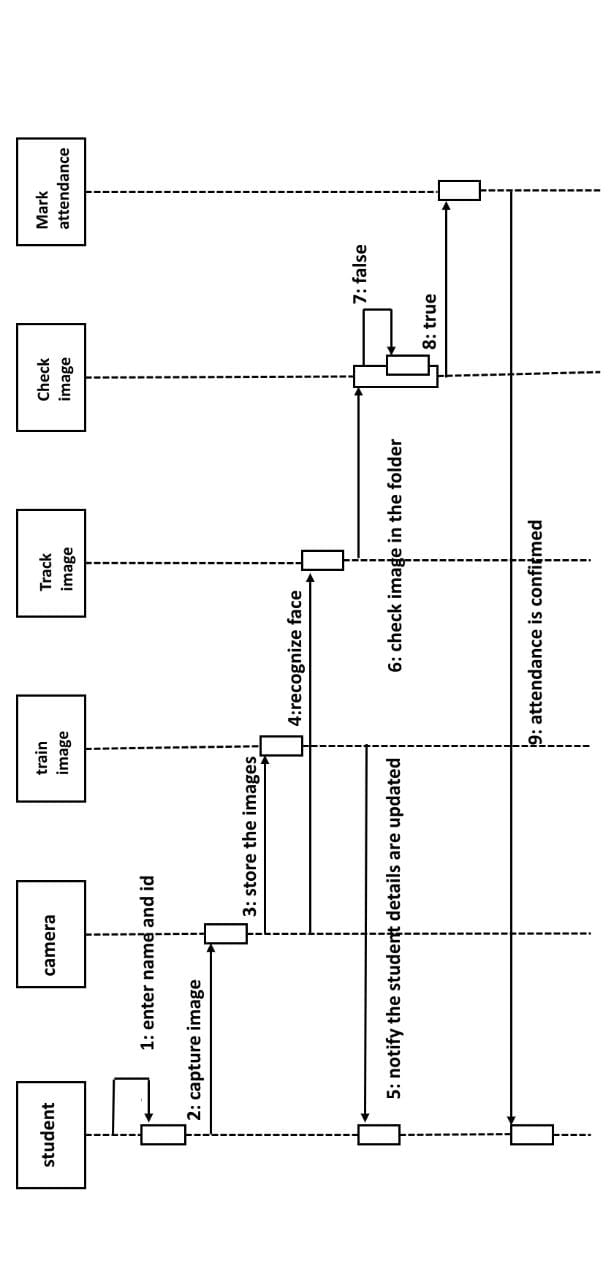 student
camera
train
image
Track
image
Check
image
Mark
attendance
1: enter name and id
2: capture image
3: store the images
4:recognize face
5: notify the student details are updated
6: check image in the folder
7: false
8: true
9: attendance is confirmed